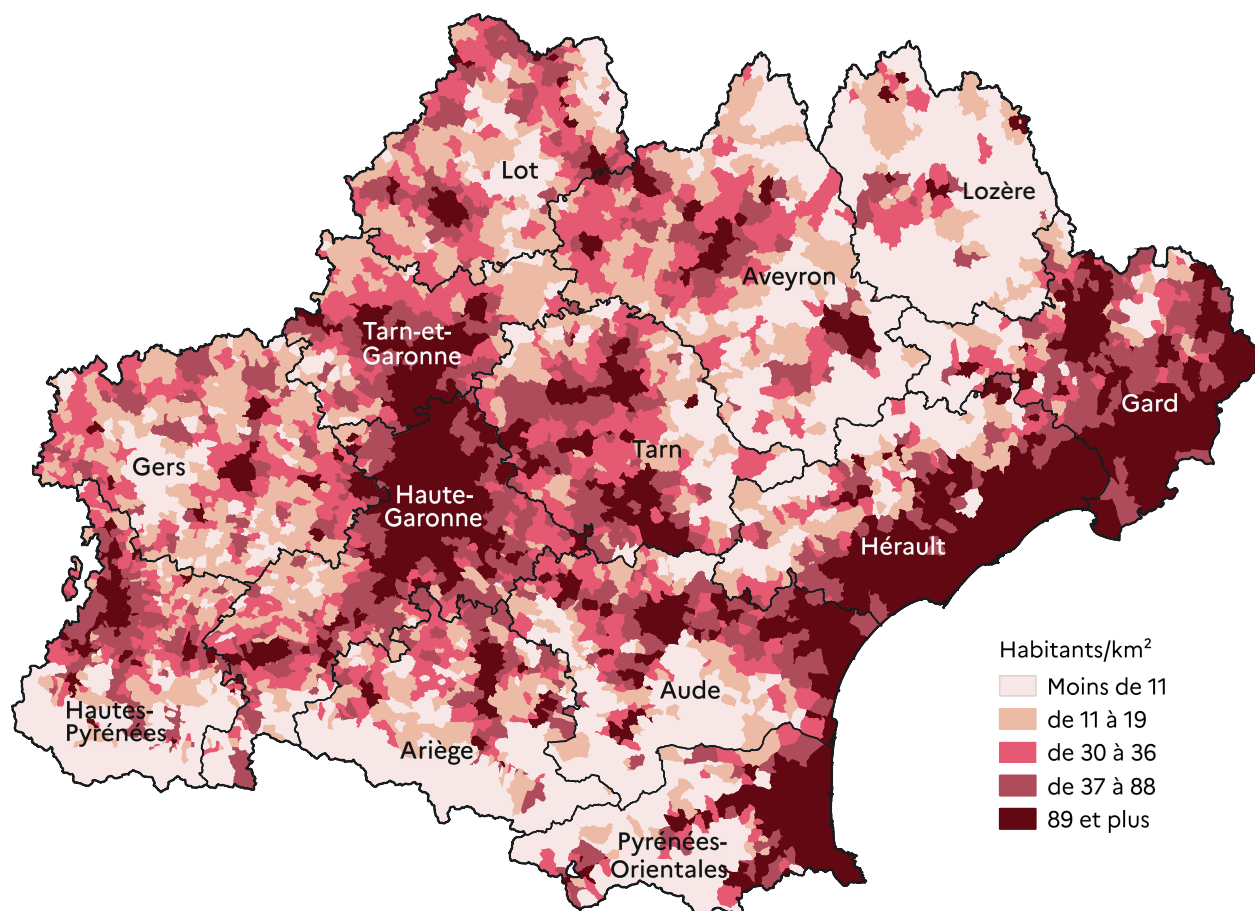 Lot
Lozère
Aveyron
Tarn-et-
Garonne
Gard
Gers
Tarn
Haute-
Garonne
Hérault
Habitants/km²
Moins de 11
de 11 à 19
de 30 à 36
de 37 à 88
89 et plus
Aude
Hautes-
Pyrénées
Ariège
Pyrénées-
Orientales